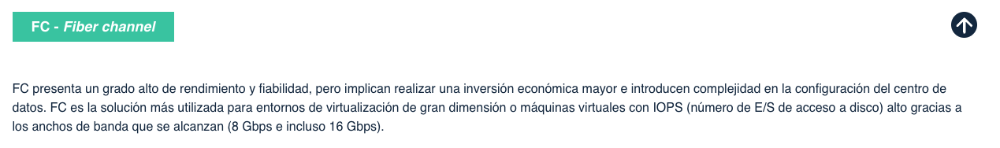 FC - Fiber channel
FC presenta un grado alto de rendimiento y fiabilidad, pero implican realizar una inversión económica mayor e introducen complejidad en la configuración del centro de
datos. FC es la solución más utilizada para entornos de virtualización de gran dimensión o máquinas virtuales con IOPS (número de E/S de acceso a disco) alto gracias a
los anchos de banda que se alcanzan (8 Gbps e incluso 16 Gbps).